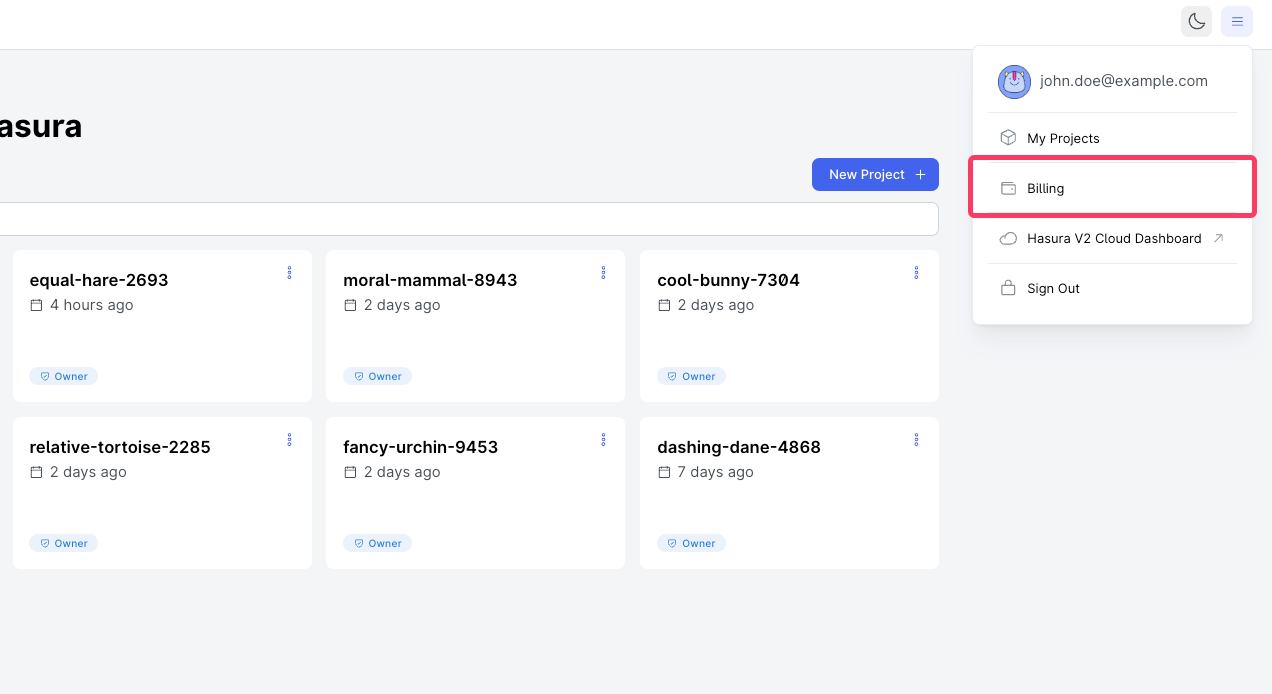 john.doe@example.com
asura
My Projects
New Project
Billing
Hasura V2 Cloud Dashboard
Sign Out
equal-hare-2693
4 hours ago
Owner
moral-mammal-8943
2 days ago
Owner
cool-bunny-7304
2 days ago
Owner
relative-tortoise-2285
2 days ago
Owner
fancy-urchin-9453
2 days ago
Owner
dashing-dane-4868
7 days ago
Owner